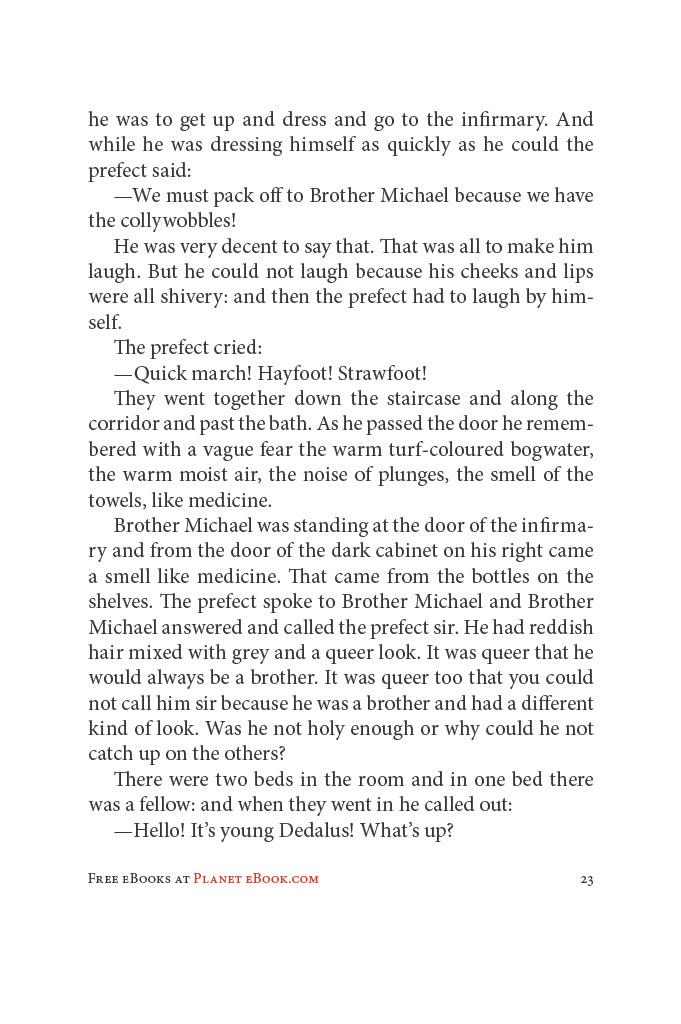 he was to get up and dress and go to the infirmary. And
while he was dressing himself as quickly as he could the
prefect said:
—We must pack off to Brother Michael because we have
the collywobbles!
He was very decent to say that. That was all to make him
laugh. But he could not laugh because his cheeks and lips
were all shivery: and then the prefect had to laugh by him-
self.
The prefect cried:
—Quick march! Hayfoot! Strawfoot!
They went together down the staircase and along the
corridor and past the bath. As he passed the door he remem-
bered with a vague fear the warm turf-coloured bogwater,
the warm moist air, the noise of plunges, the smell of the
towels, like medicine.
Brother Michael was standing at the door of the infirma-
ry and from the door of the dark cabinet on his right came
a smell like medicine. That came from the bottles on the
shelves. The prefect spoke to Brother Michael and Brother
Michael answered and called the prefect sir. He had reddish
hair mixed with grey and a queer look. It was queer that he
would always be a brother. It was queer too that you could
not call him sir because he was a brother and had a different
kind of look. Was he not holy enough or why could he not
catch up on the others?
There were two beds in the room and in one bed there
was a fellow: and when they went in he called out:
—Hello! It’s young Dedalus! What’s up?
Free eBooks at Planet eBook.com 23